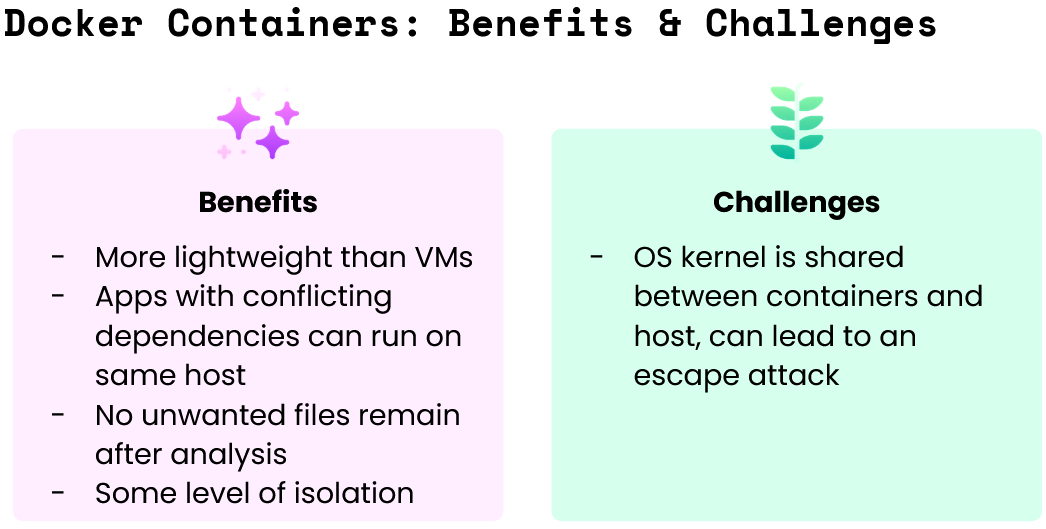 Docker Containers: Benefits & Challenges
Benefits
- More lightweight than VMs
- Apps with conflicting
dependencies can run on
same host
- No unwanted files remain
after analysis
- Some level of isolation
Challenges
- OS kernel is shared
between containers and
host, can lead to an
escape attack